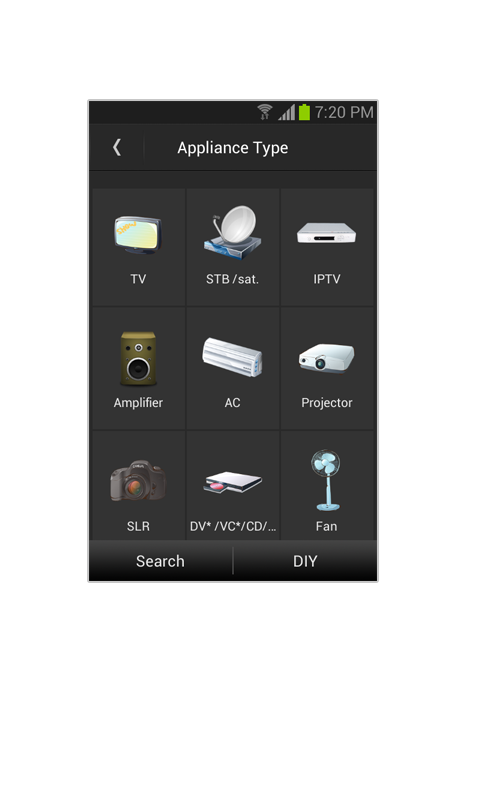 7:20 PM
Appliance Type
TV
STB /sat.
IPTV
Amplifier
AC
Projector
SLR
DV* /VC*/CD/...
Fan
Search
DIY